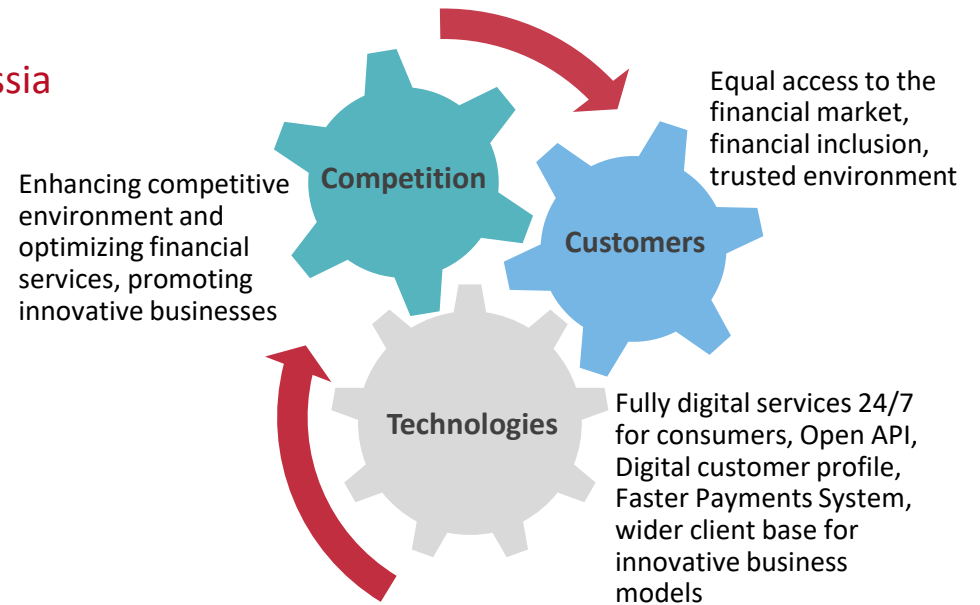 ssia
Competition
Enhancing competitive
environment and
optimizing financial
services, promoting
innovative businesses
Equal access to the
financial market,
financial inclusion,
trusted environment
Customers
Technologies
Fully digital services 24/7
for consumers, Open API,
Digital customer profile,
Faster Payments System,
wider client base for
innovative business
models